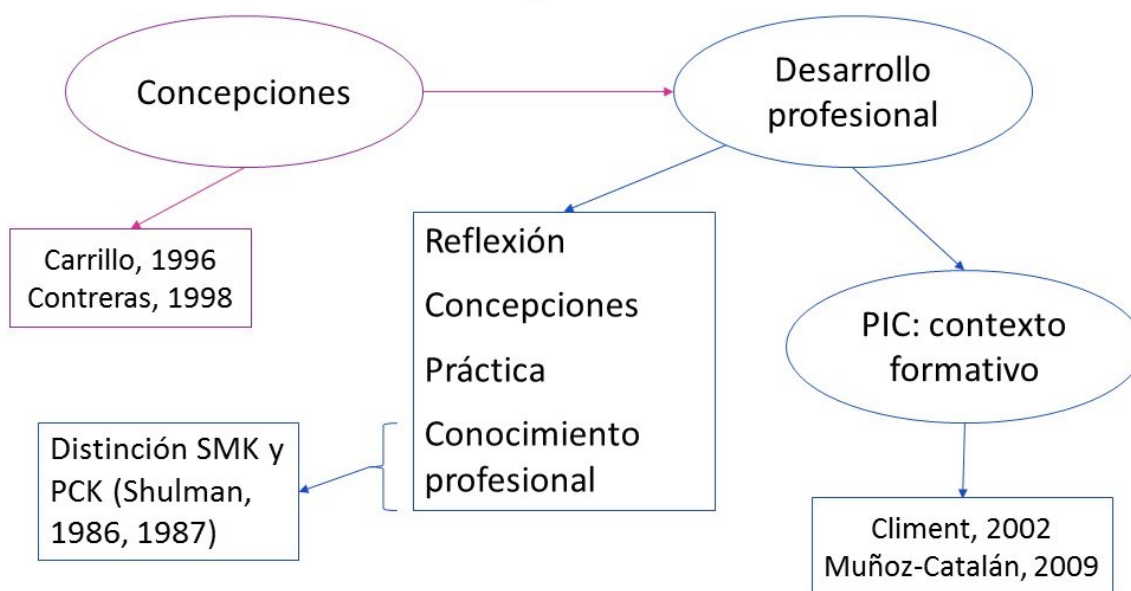 Concepciones
Desarrollo
profesional
Carrillo, 1996
Contreras, 1998
Reflexión
Concepciones
Práctica
Conocimiento
profesional
PIC: contexto
formativo
Distinción SMK y
PCK (Shulman,
1986, 1987)
Climent, 2002
Muñoz-Catalán, 2009